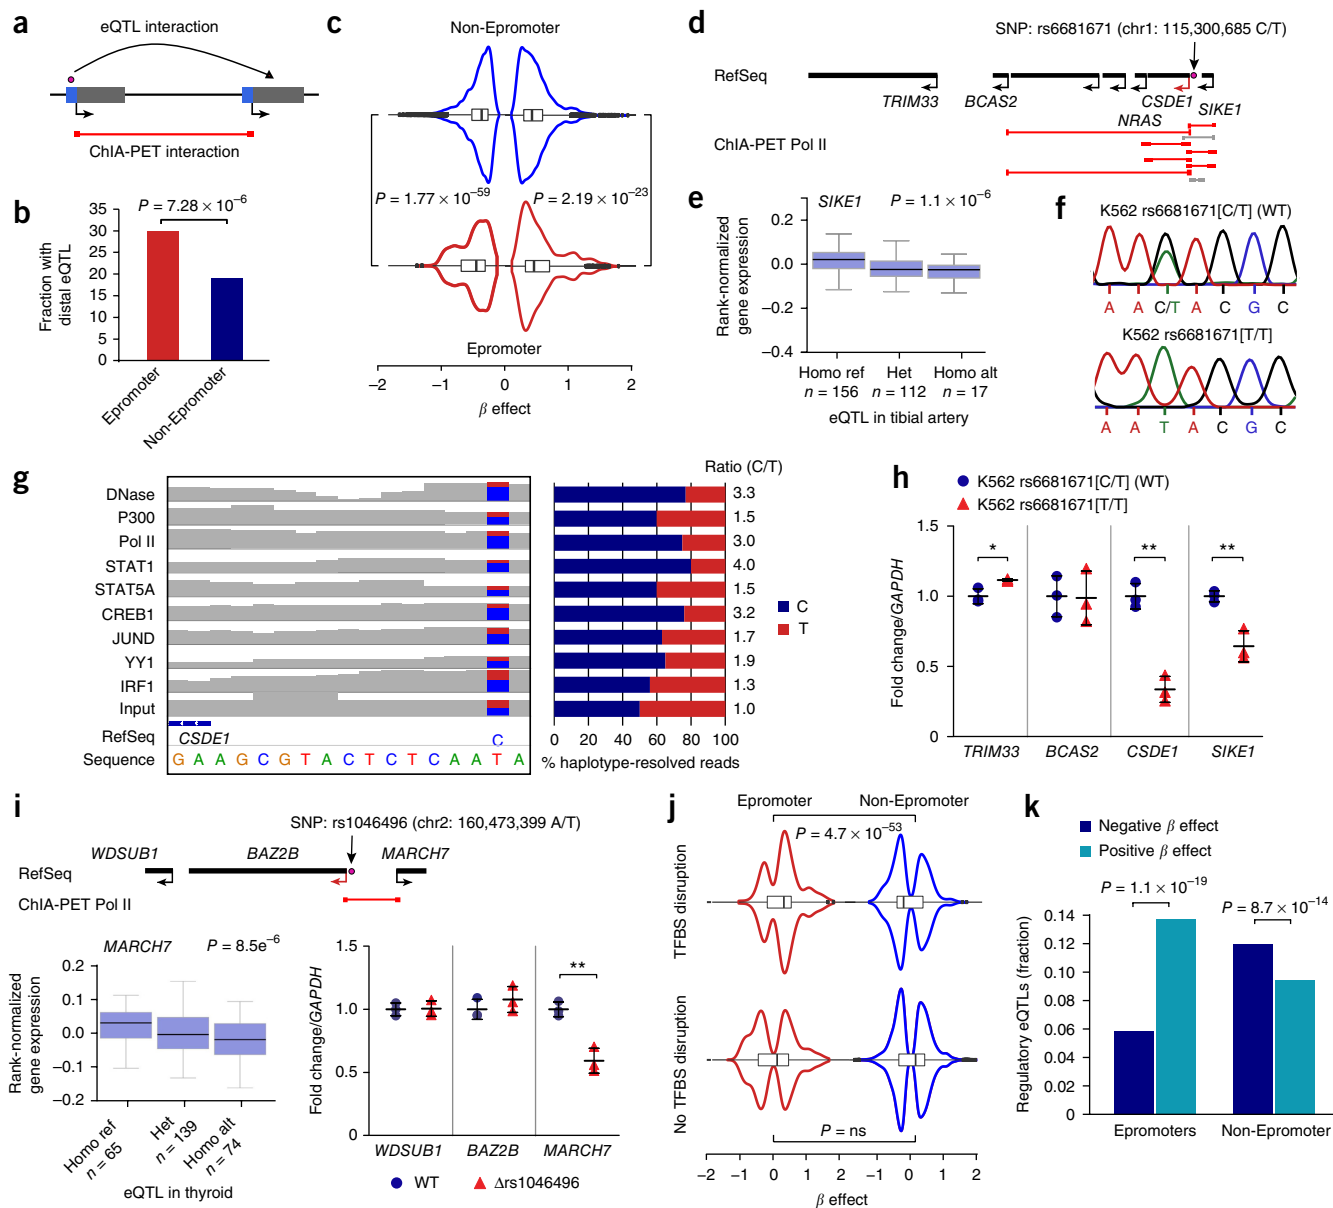 a
eQTL interaction
ChIA-PET interaction
b
P = 7.28 × 10⁻⁶
Fraction with
distal eQTL
35
30
25
20
15
10
5
0
Epromoter
Non-Epromoter
c
Non-Epromoter
P = 1.77 × 10⁻⁵⁹
P = 2.19 × 10⁻²³
Epromoter
−2 −1 0 1 2
β effect
d
SNP: rs6681671 (chr1: 115,300,685 C/T)
RefSeq
TRIM33 BCAS2 CSDE1
NRAS SIKE1
ChIA-PET Pol II
e
SIKE1 P = 1.1 × 10⁻⁶
Rank-normalized
gene expression
0.2
0.0
−0.2
−0.4
Homo ref Het Homo alt
n = 156 n = 112 n = 17
eQTL in tibial artery
f
K562 rs6681671[C/T] (WT)
A A C/T A C G C
K562 rs6681671[T/T]
A A T A C G C
g
Ratio (C/T)
DNase 3.3
P300 1.5
Pol II 3.0
STAT1 4.0
STAT5A 1.5
CREB1 3.2
JUND 1.7
YY1 1.9
IRF1 1.3
Input 1.0
C
T
CSDE1
RefSeq C
Sequence G A A G C G T A C T C T C A A T A
0 20 40 60 80 100
% haplotype-resolved reads
h
K562 rs6681671[C/T] (WT)
K562 rs6681671[T/T]
Fold change/GAPDH
1.5
1.0
0.5
0
* ** **
TRIM33 BCAS2 CSDE1 SIKE1
i
SNP: rs1046496 (chr2: 160,473,399 A/T)
WDSUB1 BAZ2B MARCH7
RefSeq
ChIA-PET Pol II
MARCH7 P = 8.5e⁻⁶
Rank-normalized
gene expression
0.2
0.1
0.0
−0.1
−0.2
Homo ref
n = 65
Het
n = 139
Homo alt
n = 74
eQTL in thyroid
Fold change/GAPDH
1.5
1.0
0.5
0
**
WDSUB1 BAZ2B MARCH7
WT Δrs1046496
j
Epromoter Non-Epromoter
P = 4.7 × 10⁻⁵³
TFBS disruption
No TFBS disruption
P = ns
−2 −1 0 1 2 −1 0 1 2
β effect
k
Negative β effect
Positive β effect
P = 1.1 × 10⁻¹⁹
P = 8.7 × 10⁻¹⁴
Regulatory eQTLs (fraction)
0.14
0.12
0.10
0.08
0.06
0.04
0.02
0
Epromoters Non-Epromoter